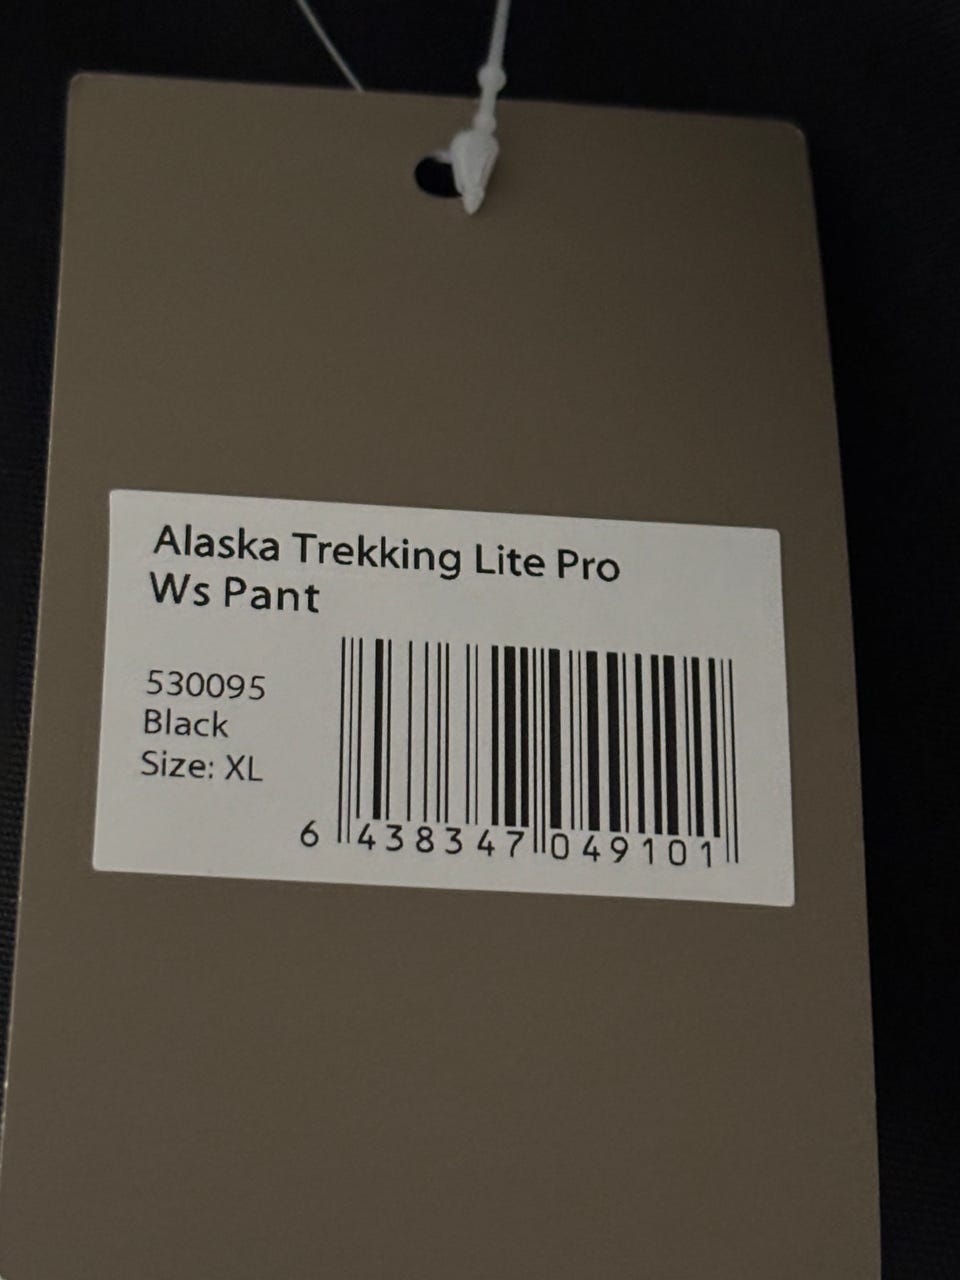 Alaska Trekking Lite Pro
Ws Pant
530095
Black
Size: XL
6 438347 049101